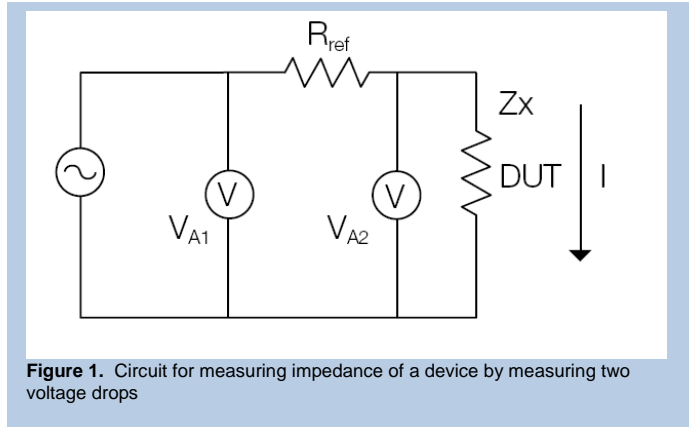 Rref
Zx
DUT
I
V
V
VA1
VA2
Figure 1. Circuit for measuring impedance of a device by measuring two
voltage drops